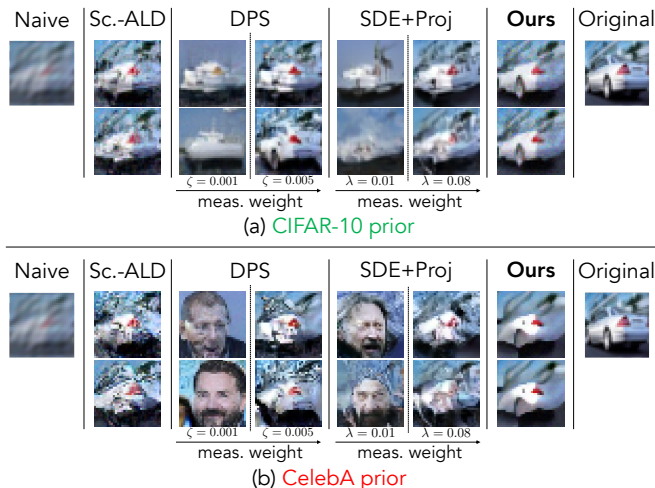 Naive Sc.-ALD DPS SDE+Proj Ours Original
ζ = 0.001 ζ = 0.005 λ = 0.01 λ = 0.08
meas. weight meas. weight
(a) CIFAR-10 prior
Naive Sc.-ALD DPS SDE+Proj Ours Original
ζ = 0.001 ζ = 0.005 λ = 0.01 λ = 0.08
meas. weight meas. weight
(b) CelebA prior